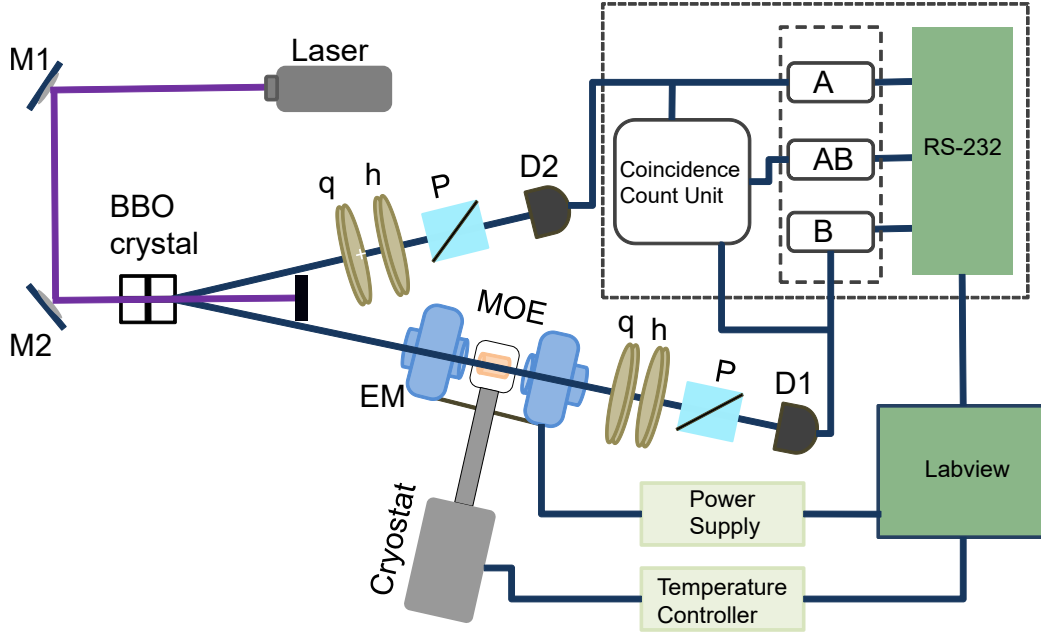 M1
Laser
A
RS-232
Coincidence
Count Unit
AB
B
D2
P
h
q
BBO
crystal
M2
MOE
EM
q
h
P
D1
Cryostat
Labview
Power
Supply
Temperature
Controller